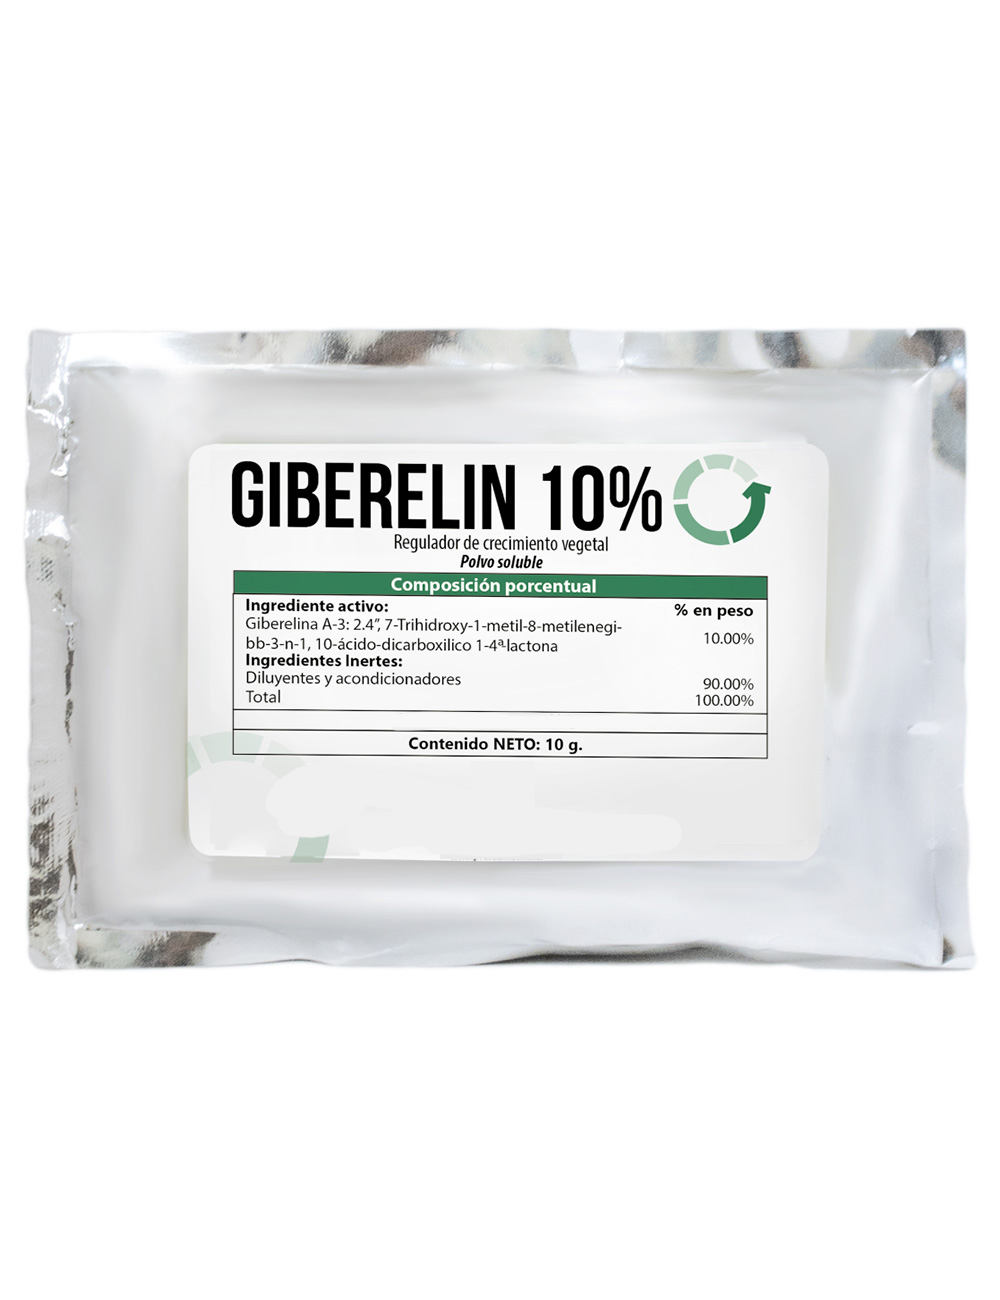 GIBERELIN 10%
Regulador de crecimiento vegetal
Polvo soluble
Composición porcentual
Ingrediente activo: % en peso
Giberelina A-3: 2.4”, 7-Trihidroxy-1-metil-8-metilenegi-
bb-3-n-1, 10-ácido-dicarboxilico 1-4ª-lactona 10.00%
Ingredientes Inertes:
Diluyentes y acondicionadores 90.00%
Total 100.00%
Contenido NETO: 10 g.